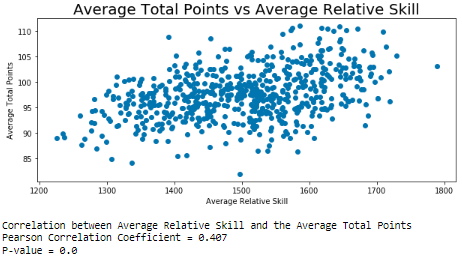 Average Total Points vs Average Relative Skill
110
105
100
95
90
85
Average Total Points
1200
1300
1400
1500
1600
1700
1800
Average Relative Skill
Correlation between Average Relative Skill and the Average Total Points
Pearson Correlation Coefficient = 0.407
P-value = 0.0